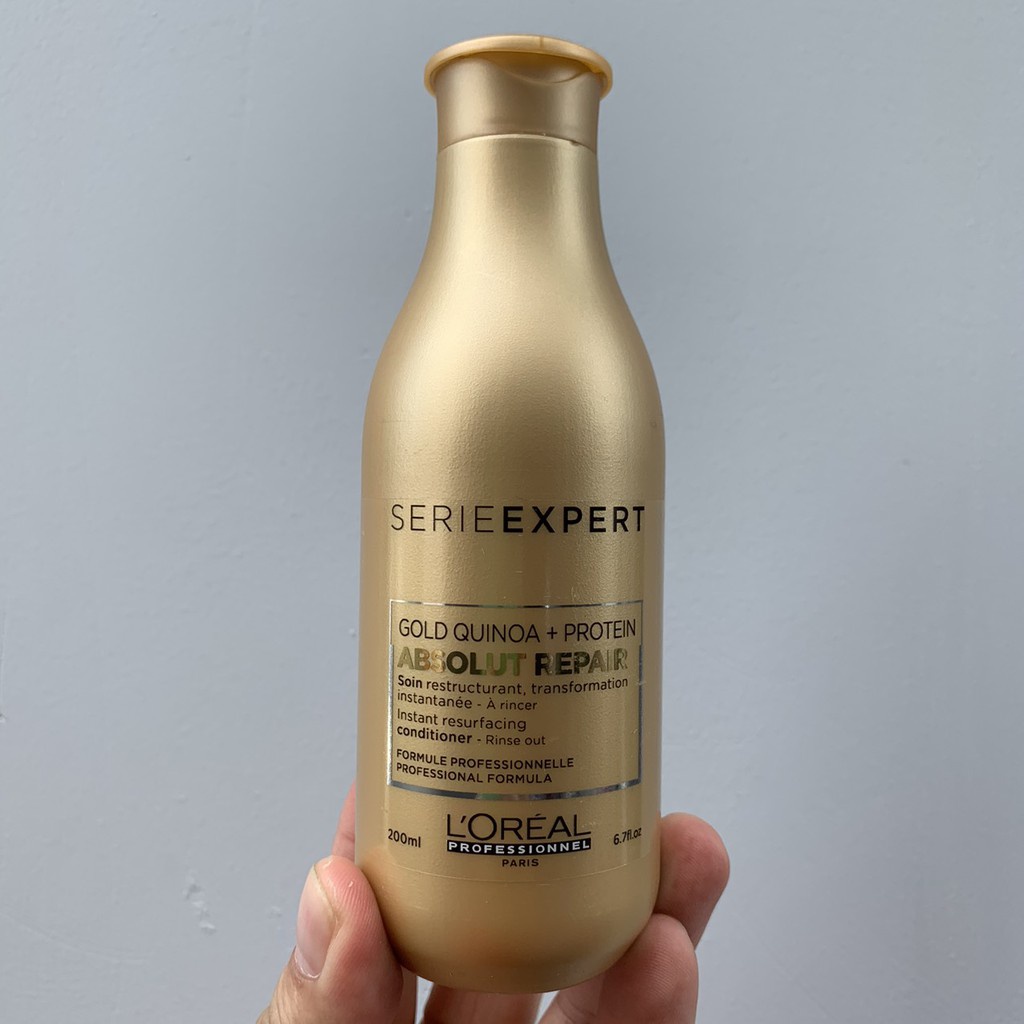 SERIEEXPERT
GOLD QUINOA + PROTEIN
ABSOLUT REPAIR
Soin restructurant, transformation
instantanée - À rincer
Instant resurfacing
conditioner - Rinse out
FORMULE PROFESSIONNELLE
PROFESSIONAL FORMULA
200ml
L'ORÉAL
PROFESSIONNEL
PARIS
6.7fl.oz